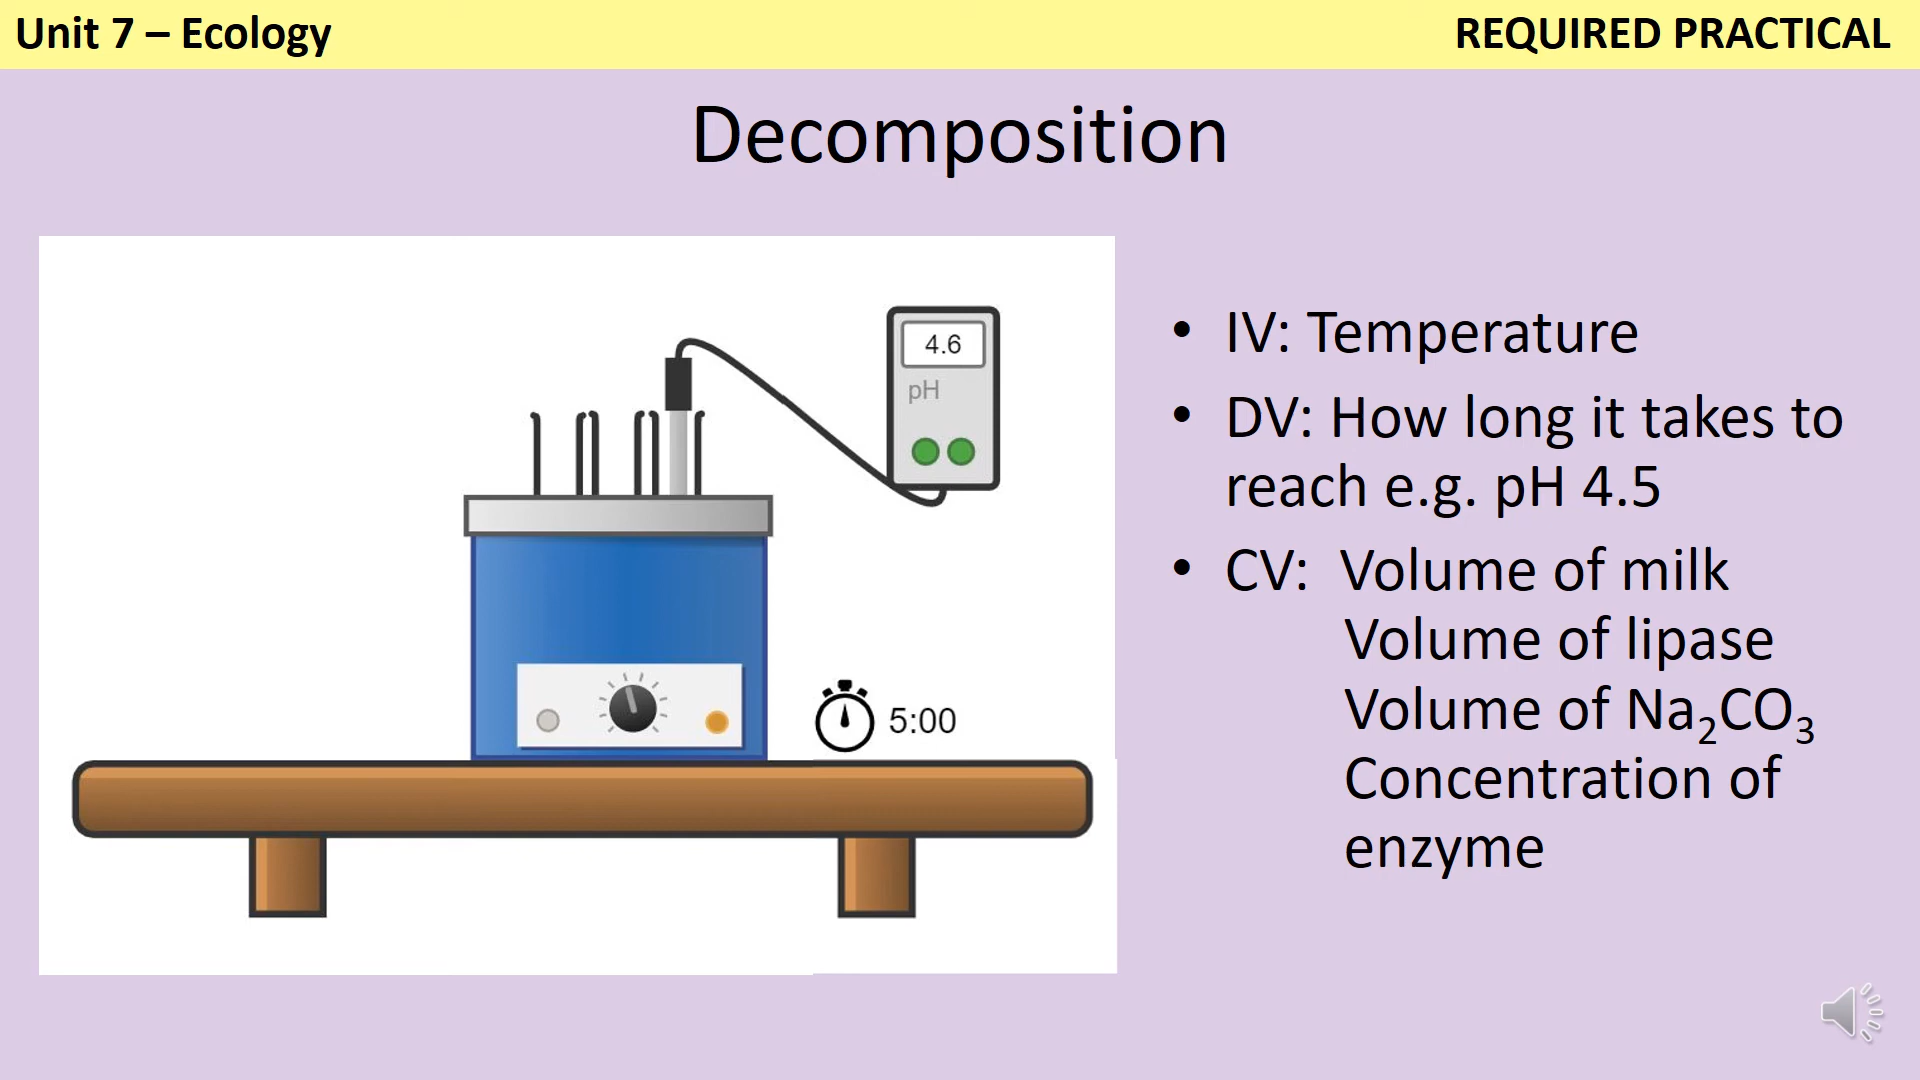 Unit 7 – Ecology
REQUIRED PRACTICAL
Decomposition
4.6
pH
5:00
• IV: Temperature
• DV: How long it takes to
reach e.g. pH 4.5
• CV: Volume of milk
Volume of lipase
Volume of Na₂CO₃
Concentration of
enzyme